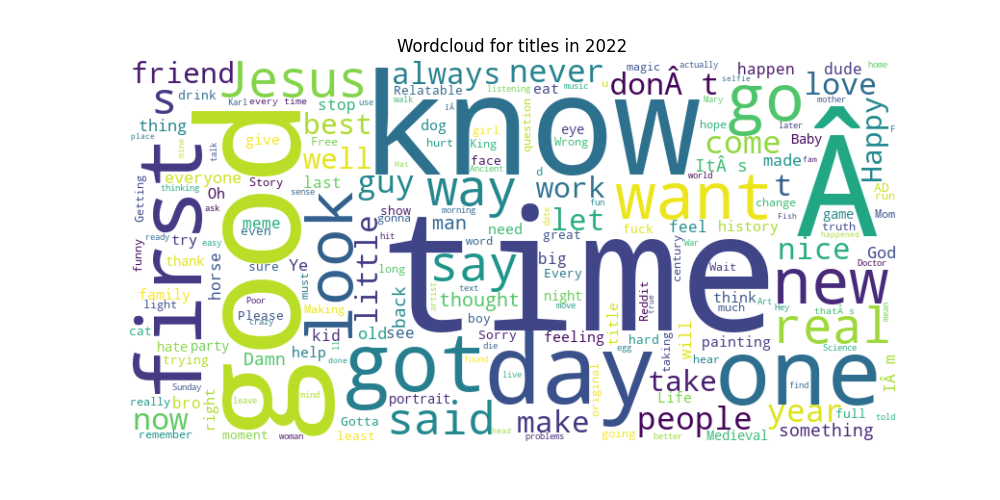 Wordcloud for titles in 2022
friend
Jesus
always
never
donÂ t
happen
magic
actually
dude
home
selfie
love
s
drink
Karl
every time
stop
use
know
Relatable
eat
listening
music
u
go
Mary
mother
Â
Happy
thing
place
first
good
give
best
Free
walk
IÂ
dog
hurt
girl
King
question
eye
Wrong
hope
later
Baby
F
come
well
talk
mine
Hat
face
Ancient
d
ItÂ s
made
fam
everyone
Story
last
guy
way
work
want
t
world
AD
run
thinking
Getting
Oh
ask
sense
look
little
gonna
show
morning
man
need
let
date
fun
fuck
feel
change
history
Fish
game
truth
Mom
meme
even
ready
easy
try
funny
thank
horse
sure
Ye
hit
long
say
word
great
big
time
century
War
Wait
happened
nice
Doctor
God
family
light
Please
Poor
crazy
must
Making
back
thought
text
artist
night
Every
move
Reddit
true
think
much
Art
Hey
thatÂ s
new
mean
cat
hate
party
trying
Damn
kid
help
old
see
boy
Sorry
die
feeling
egg
title
hard
taking
will
painting
hear
real
Science
IÂ m
Sunday
done
got
found
live
day
original
take
Life
one
find
really
bro
right
leave
mind
portrait
said
head
make
people
year
full
told
now
remember
moment
woman
Gotta
least
problems
going
better
Medieval
something